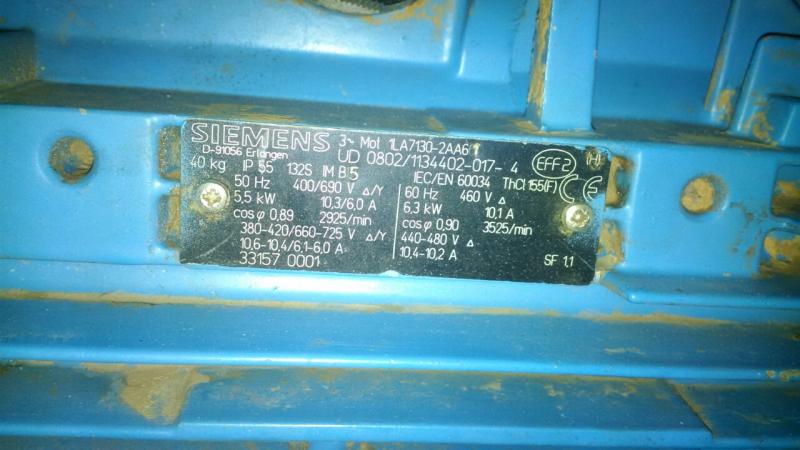 SIEMENS 3~ Mot 1LA7130-2AA61
D-91056 Erlangen UD 0802/1134402-017-4 EFF2 (H)
40 kg IP 55 132S IM B5 IEC/EN 60034 ThCl 155(F) CE
50 Hz 400/690 V Δ/Y 60 Hz 460 V Δ
5,5 kW 10,3/6,0 A 6,3 kW 10,1 A
cos φ 0,89 2925/min cos φ 0,90 3525/min
380-420/660-725 V Δ/Y 440-480 V Δ
10,6-10,4/6,1-6,0 A 10,4-10,2 A
33157 0001 SF 1,1